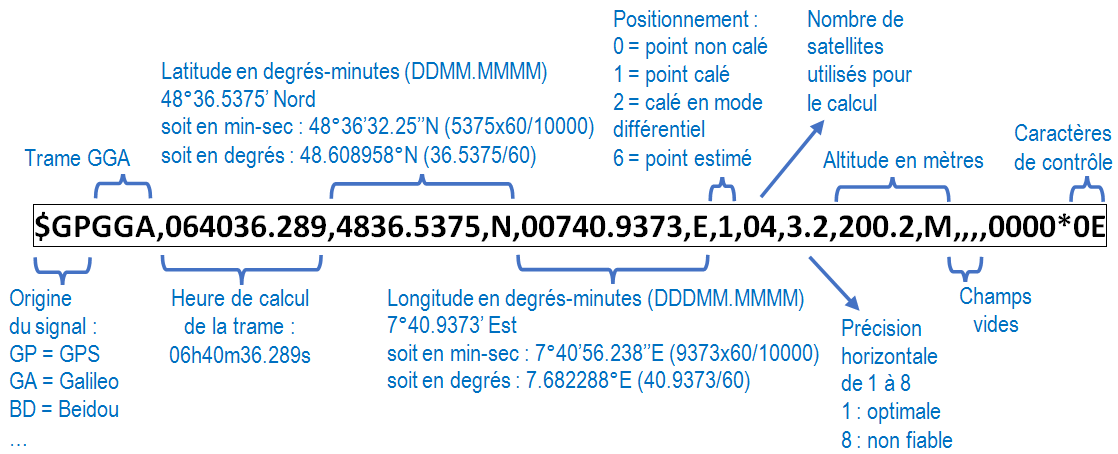 Positionnement :
0 = point non calé
1 = point calé
2 = calé en mode
différentiel
6 = point estimé
Nombre de
satellites
utilisés pour
le calcul
Latitude en degrés-minutes (DDMM.MMMM)
48°36.5375’ Nord
soit en min-sec : 48°36’32.25’’N (5375x60/10000)
soit en degrés : 48.608958°N (36.5375/60)
Trame GGA
Altitude en mètres
Caractères
de contrôle
$GPGGA,064036.289,4836.5375,N,00740.9373,E,1,04,3.2,200.2,M,,,,0000*0E
Origine
du signal :
GP = GPS
GA = Galileo
BD = Beidou
…
Heure de calcul
de la trame :
06h40m36.289s
Longitude en degrés-minutes (DDDMM.MMMM)
7°40.9373’ Est
soit en min-sec : 7°40’56.238’’E (9373x60/10000)
soit en degrés : 7.682288°E (40.9373/60)
Précision
horizontale
de 1 à 8
1 : optimale
8 : non fiable
Champs
vides